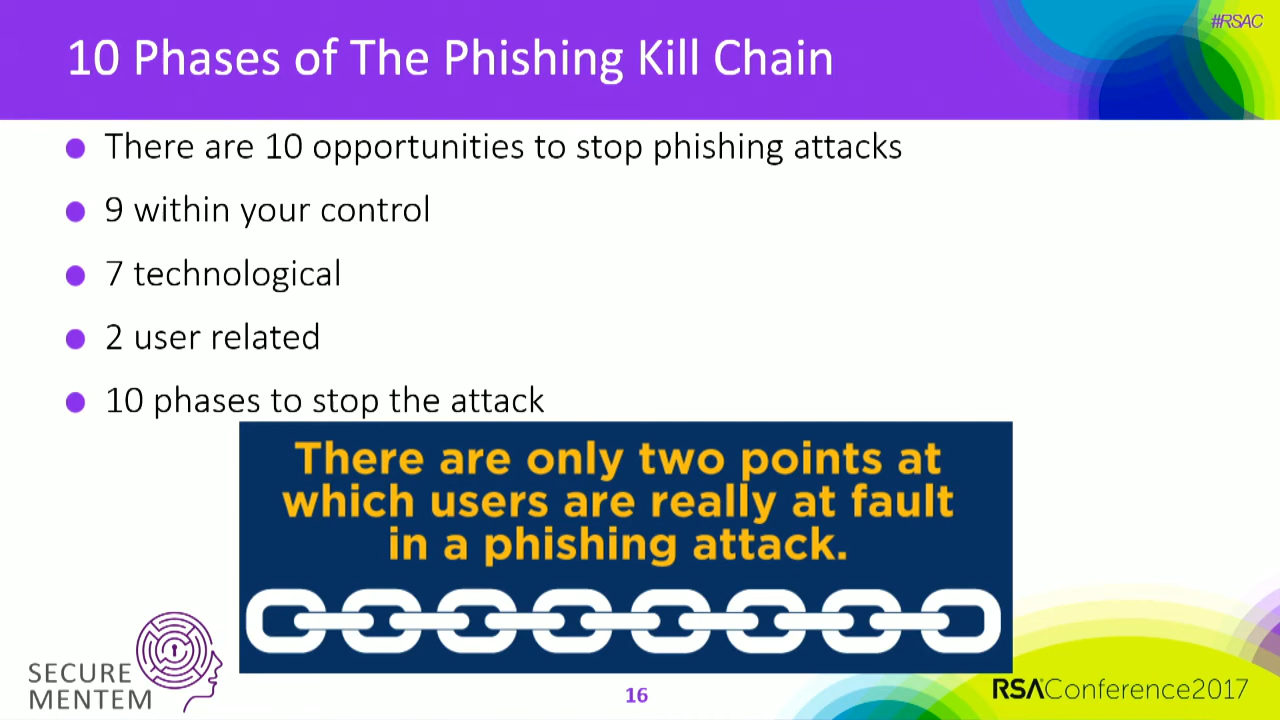 #RSAC
10 Phases of The Phishing Kill Chain
There are 10 opportunities to stop phishing attacks
9 within your control
7 technological
2 user related
10 phases to stop the attack
There are only two points at
which users are really at fault
in a phishing attack.
SECURE
MENTEM
16
RSAConference2017